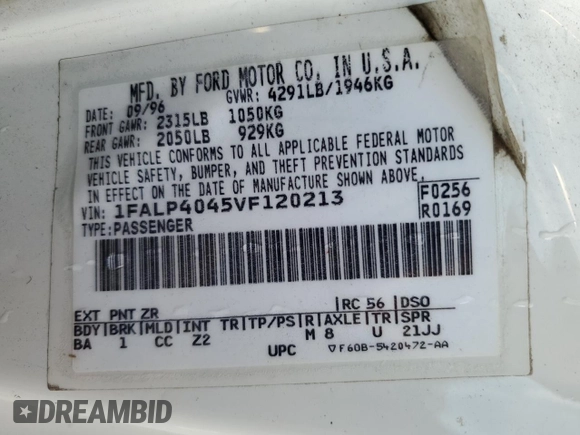 MFD. BY FORD MOTOR CO. IN U.S.A.
DATE: 09/96 GVWR: 4291LB/1946KG
FRONT GAWR: 2315LB 1050KG
REAR GAWR: 2050LB 929KG
THIS VEHICLE CONFORMS TO ALL APPLICABLE FEDERAL MOTOR
VEHICLE SAFETY, BUMPER, AND THEFT PREVENTION STANDARDS
IN EFFECT ON THE DATE OF MANUFACTURE SHOWN ABOVE.
VIN: 1FALP4045VF120213 F0256
TYPE: PASSENGER R0169
EXT PNT ZR RC 56 DSO
BDY BRK MLD INT TR TP/PS R AXLE TR SPR
BA 1 CC Z2 M 8 U 21JJ
UPC ▽F60B-5420472-AA
DREAMBID